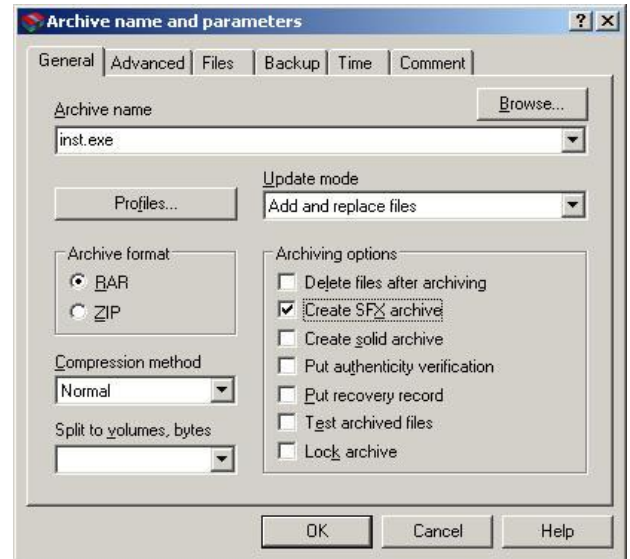 Archive name and parameters
General Advanced Files Backup Time Comment
Archive name
Browse...
inst.exe
Update mode
Profiles...
Add and replace files
Archive format
RAR
ZIP
Archiving options
Delete files after archiving
Create SFX archive
Create solid archive
Put authenticity verification
Put recovery record
Test archived files
Lock archive
Compression method
Normal
Split to volumes, bytes
OK Cancel Help